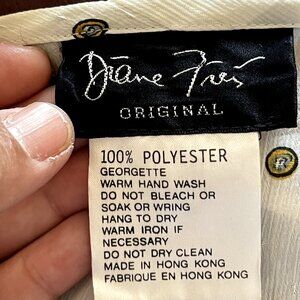 Diane Freis
ORIGINAL
100% POLYESTER
GEORGETTE
WARM HAND WASH
DO NOT BLEACH OR
SOAK OR WRING
HANG TO DRY
WARM IRON IF
NECESSARY
DO NOT DRY CLEAN
MADE IN HONG KONG
FABRIQUE EN HONG KONG